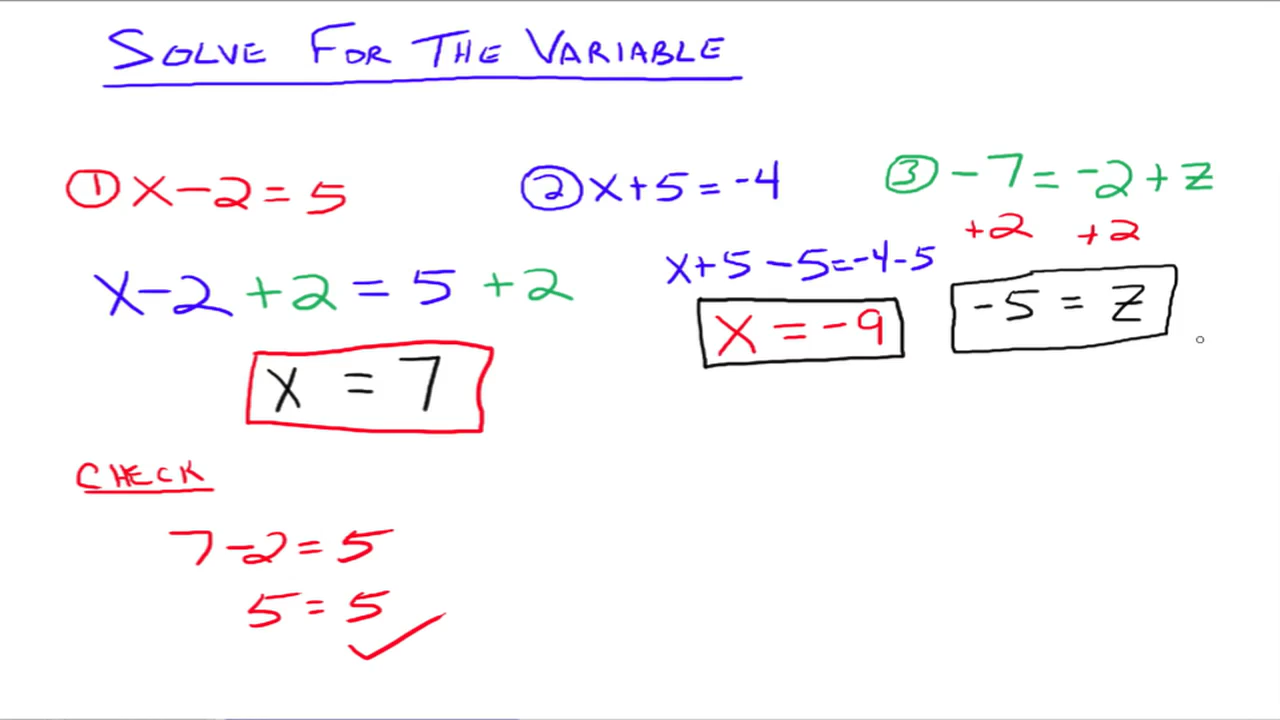 SOLVE FOR THE VARIABLE
① x-2=5
x-2+2=5+2
x=7
CHECK
7-2=5
5=5
② x+5=-4
x+5-5=-4-5
x=-9
③ -7=-2+z
+2 +2
-5=z